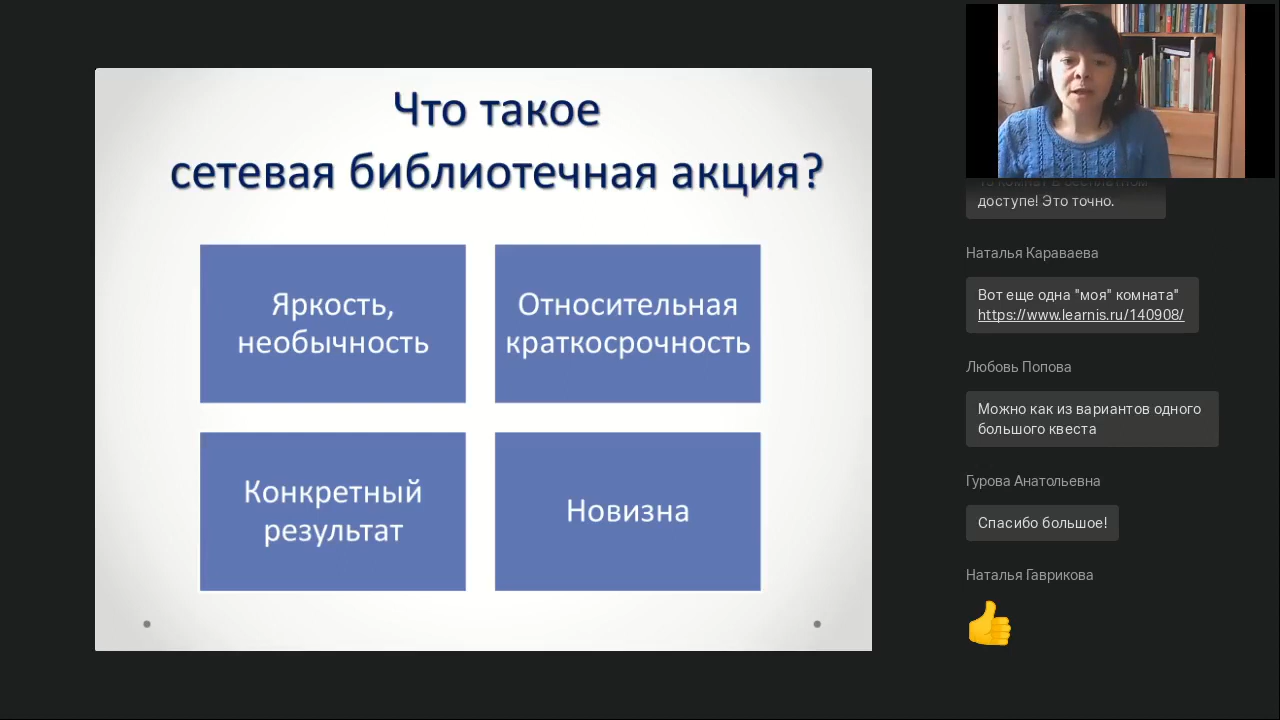 Что такое
сетевая библиотечная акция?
Яркость,
необычность
Относительная
краткосрочность
Конкретный
результат
Новизна
доступе! Это точно.
Наталья Караваева
Вот еще одна "моя" комната"
https://www.learnis.ru/140908/
Любовь Попова
Можно как из вариантов одного
большого квеста
Гурова Анатольевна
Спасибо большое!
Наталья Гаврикова